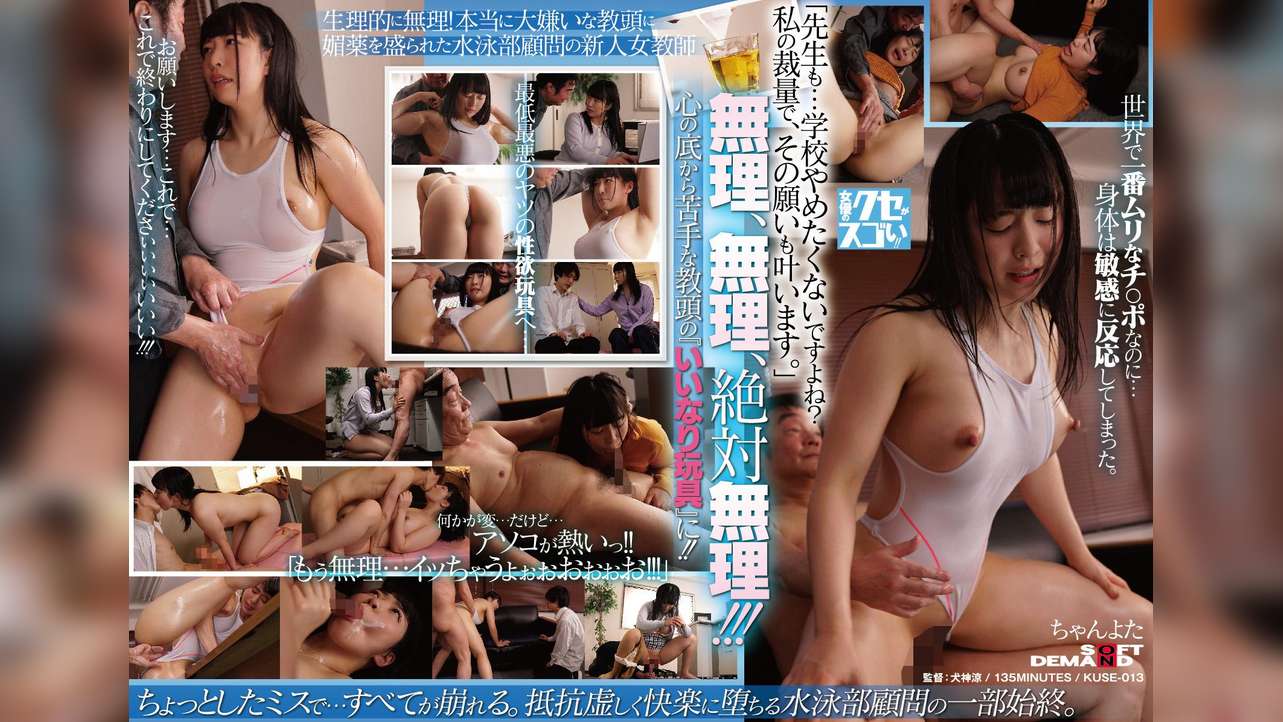 生理的に無理!本当に大嫌いな教頭に
媚薬を盛られた水泳部顧問の新人女教師
お願いします…これで…
これで終わりにしてくださいぃぃぃぃ!!!
最低最悪のヤツの性欲玩具へ…
「先生も…学校やめたくないですよね?
私の裁量で、その願いも叶います。」
無理、無理、絶対無理!!!
心の底から苦手な教頭の『いいなり玩具』に!!
女優のクセがスゴい!!
世界で一番ムリなチ○ポなのに…
身体は敏感に反応してしまった。
何かが変…だけど…
アソコが熱いっ!!
「もう無理…イッちゃうよぉぉおぉぉお!!!」
ちゃんよた
SOFT ON DEMAND
監督:犬神涼 / 135MINUTES / KUSE-013
ちょっとしたミスで…すべてが崩れる。抵抗虚しく快楽に堕ちる水泳部顧問の一部始終。